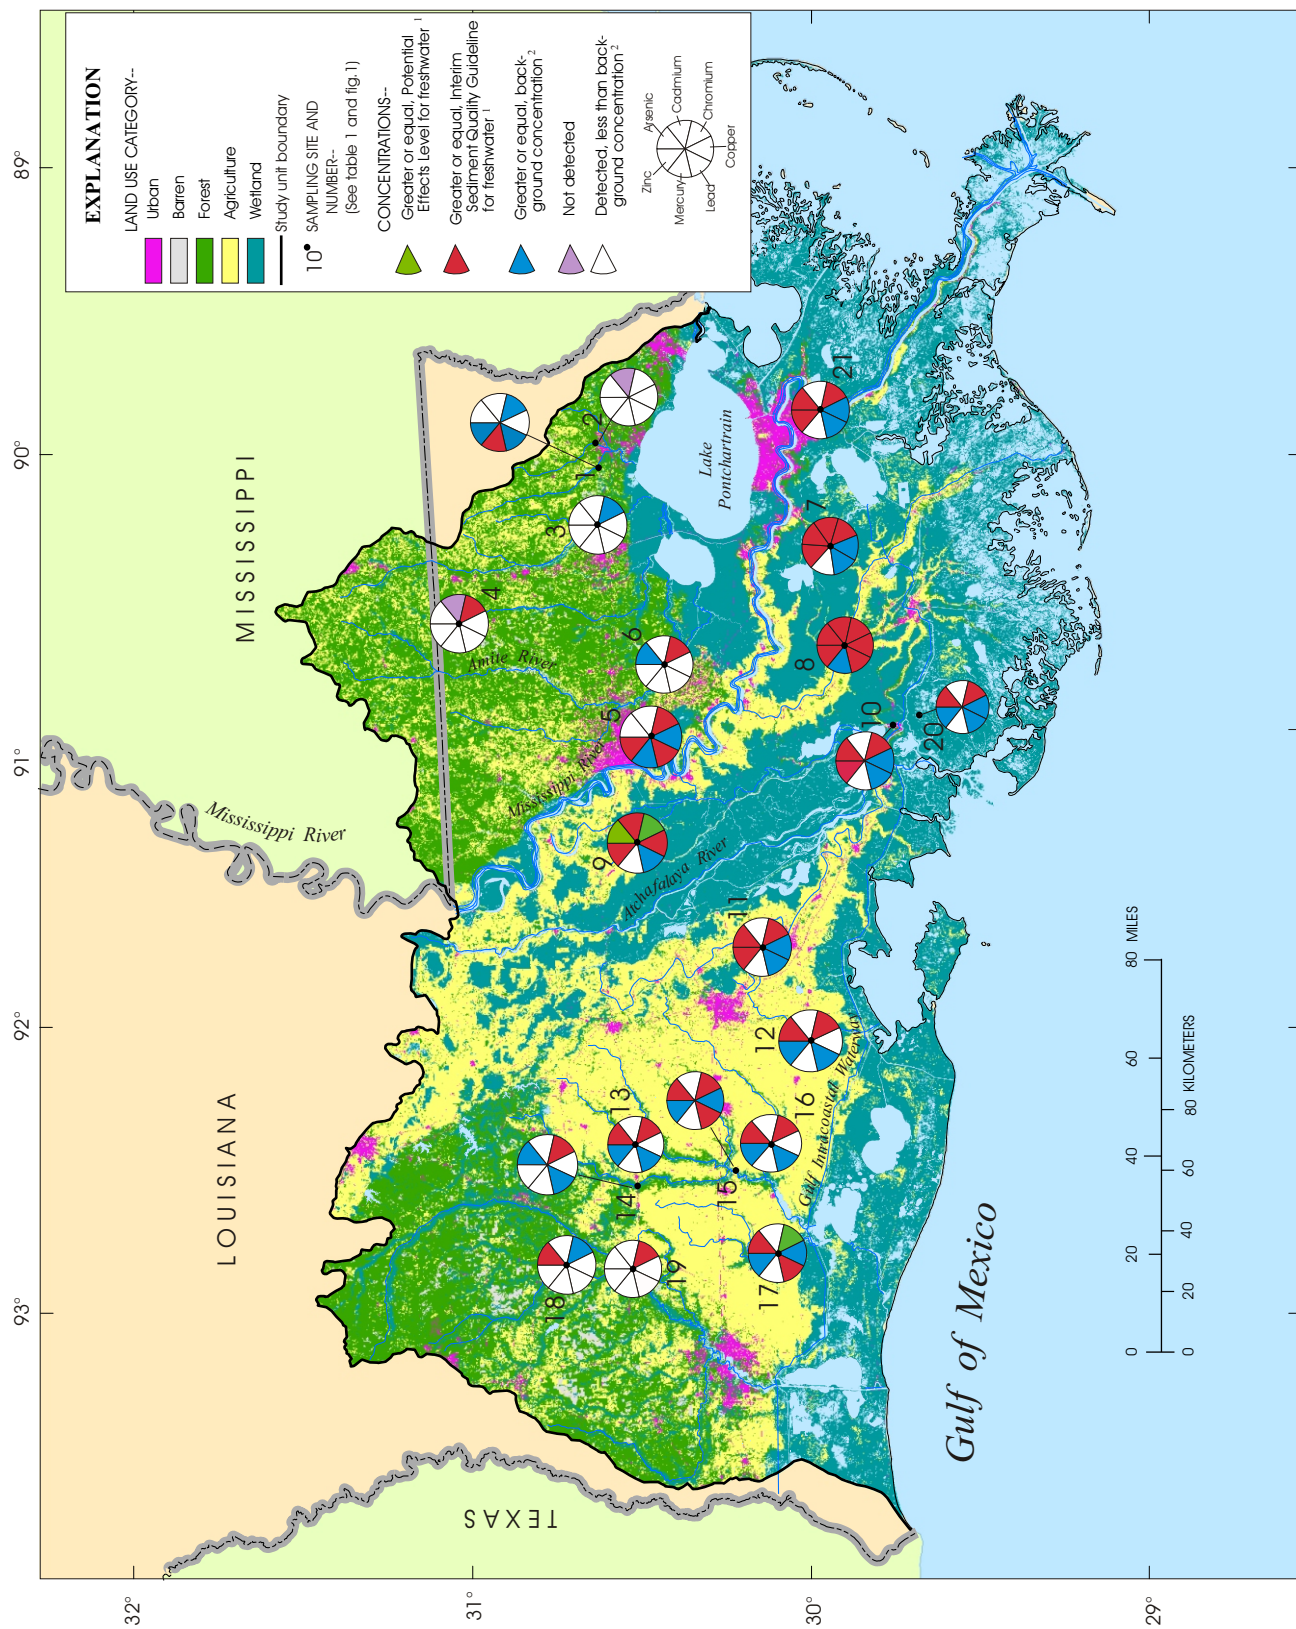 EXPLANATION
LAND USE CATEGORY--
Urban
Barren
Forest
Agriculture
Wetland
Study unit boundary
10 SAMPLING SITE AND
NUMBER--
(See table 1 and fig. 1)
CONCENTRATIONS--
Greater or equal, Potential
Effects Level for freshwater 1
Greater or equal, Interim
Sediment Quality Guideline
for freshwater 1
Greater or equal, back-
ground concentration 2
Not detected
Detected, less than back-
ground concentration 2
Zinc
Arsenic
Cadmium
Chromium
Copper
Lead
Mercury
93°
92°
91°
90°
89°
32°
31°
30°
29°
LOUISIANA
MISSISSIPPI
TEXAS
Mississippi River
Mississippi River
Amite River
Atchafalaya River
Lake
Pontchartrain
Gulf Intracoastal Waterway
Gulf of Mexico
1
2
3
4
5
6
7
8
9
10
11
12
13
14
15
16
17
18
19
20
21
0 20 40 60 80 MILES
0 20 40 60 80 KILOMETERS